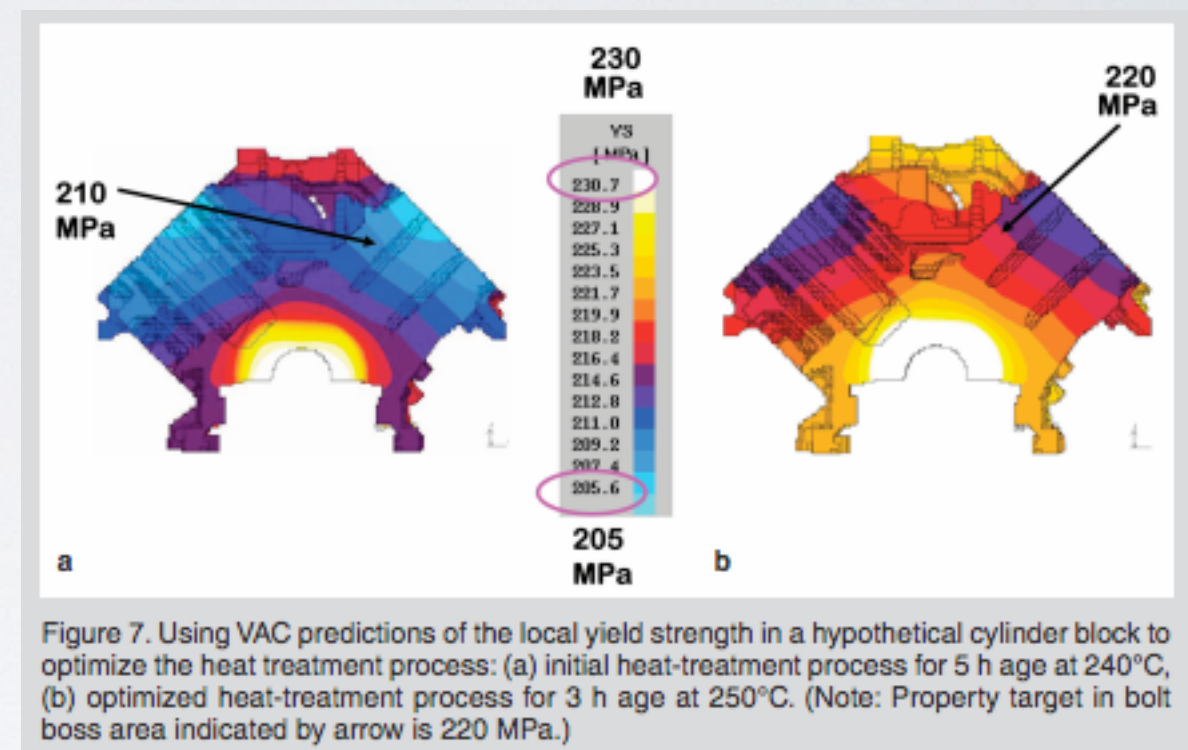 230
MPa
210
MPa
YS
[MPa]
230.7
228.9
227.1
225.3
223.5
221.7
219.9
218.2
216.4
214.6
212.8
211.0
209.2
207.4
205.6
220
MPa
205
MPa
a
b
Figure 7. Using VAC predictions of the local yield strength in a hypothetical cylinder block to
optimize the heat treatment process: (a) initial heat-treatment process for 5 h age at 240°C,
(b) optimized heat-treatment process for 3 h age at 250°C. (Note: Property target in bolt
boss area indicated by arrow is 220 MPa.)